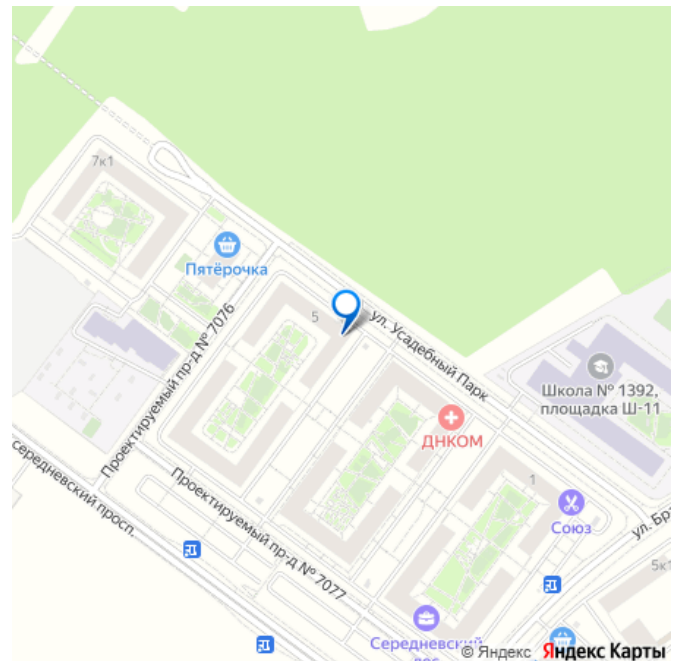 7к1
Пятёрочка
Проектируемый пр-д № 7076
5
ул. Усадебный Парк
Школа № 1392,
площадка Ш-11
ДНКОМ
1
Союз
ул. Бр
середневский просп.
Проектируемый пр-д № 7077
5к1
Середневский
лес
© Яндекс Яндекс Карты